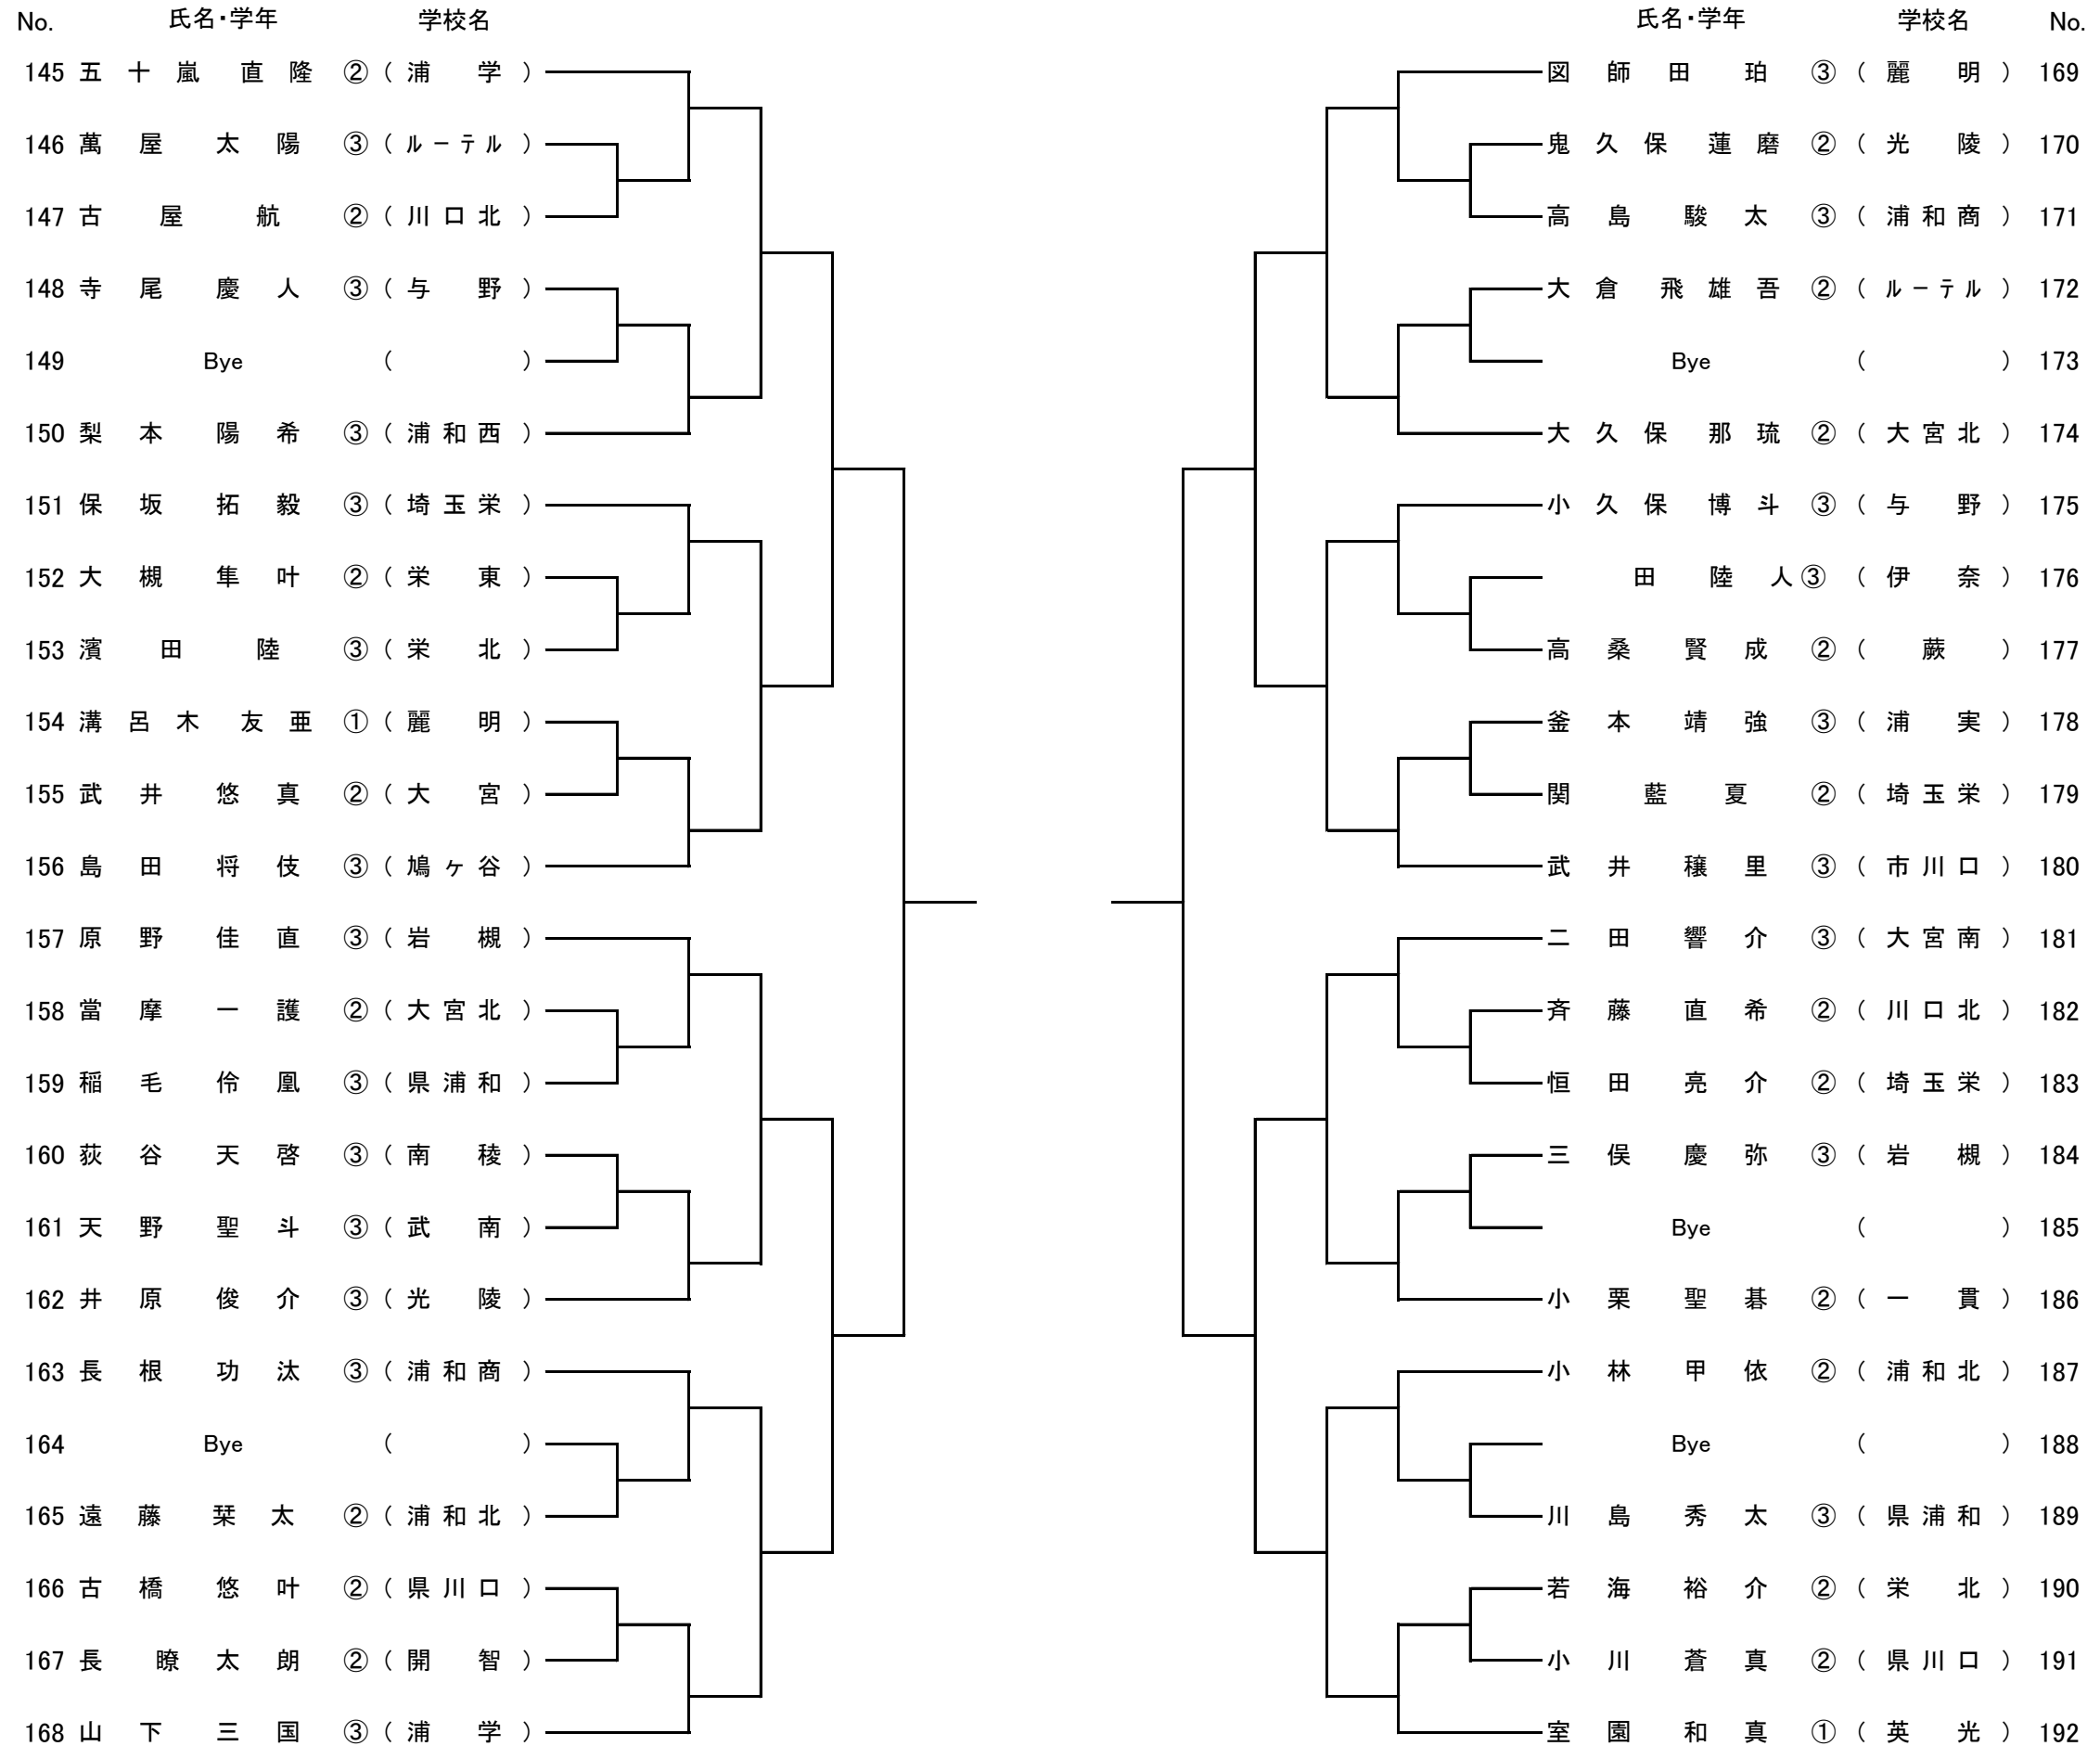 No. 氏名・学年 学校名
145 五十嵐 直隆 ② ( 浦学 )
146 萬屋 太陽 ③ ( ルーテル )
147 古屋 航 ② ( 川口北 )
148 寺尾 慶人 ③ ( 与野 )
149 Bye ( )
150 梨本 陽希 ③ ( 浦和西 )
151 保坂 拓毅 ③ ( 埼玉栄 )
152 大槻 隼叶 ② ( 栄東 )
153 濱田 陸 ③ ( 栄北 )
154 溝呂木 友亜 ① ( 麗明 )
155 武井 悠真 ② ( 大宮 )
156 島田 将伎 ③ ( 鳩ヶ谷 )
157 原野 佳直 ③ ( 岩槻 )
158 當摩 一護 ② ( 大宮北 )
159 稲毛 伶凰 ③ ( 県浦和 )
160 荻谷 天啓 ③ ( 南稜 )
161 天野 聖斗 ③ ( 武南 )
162 井原 俊介 ③ ( 光陵 )
163 長根 功汰 ③ ( 浦和商 )
164 Bye ( )
165 遠藤 栞太 ② ( 浦和北 )
166 古橋 悠叶 ② ( 県川口 )
167 長 瞭太朗 ② ( 開智 )
168 山下 三国 ③ ( 浦学 )
氏名・学年 学校名 No.
図師田 珀 ③ ( 麗明 ) 169
鬼久保 蓮磨 ② ( 光陵 ) 170
高島 駿太 ③ ( 浦和商 ) 171
大倉 飛雄吾 ② ( ルーテル ) 172
Bye ( ) 173
大久保 那琉 ② ( 大宮北 ) 174
小久保 博斗 ③ ( 与野 ) 175
田 陸人 ③ ( 伊奈 ) 176
高桑 賢成 ② ( 蕨 ) 177
釜本 靖強 ③ ( 浦実 ) 178
関 藍夏 ② ( 埼玉栄 ) 179
武井 穣里 ③ ( 市川口 ) 180
二田 響介 ③ ( 大宮南 ) 181
斉藤 直希 ② ( 川口北 ) 182
恒田 亮介 ② ( 埼玉栄 ) 183
三俣 慶弥 ③ ( 岩槻 ) 184
Bye ( ) 185
小栗 聖碁 ② ( 一貫 ) 186
小林 甲依 ② ( 浦和北 ) 187
Bye ( ) 188
川島 秀太 ③ ( 県浦和 ) 189
若海 裕介 ② ( 栄北 ) 190
小川 蒼真 ② ( 県川口 ) 191
室園 和真 ① ( 英光 ) 192